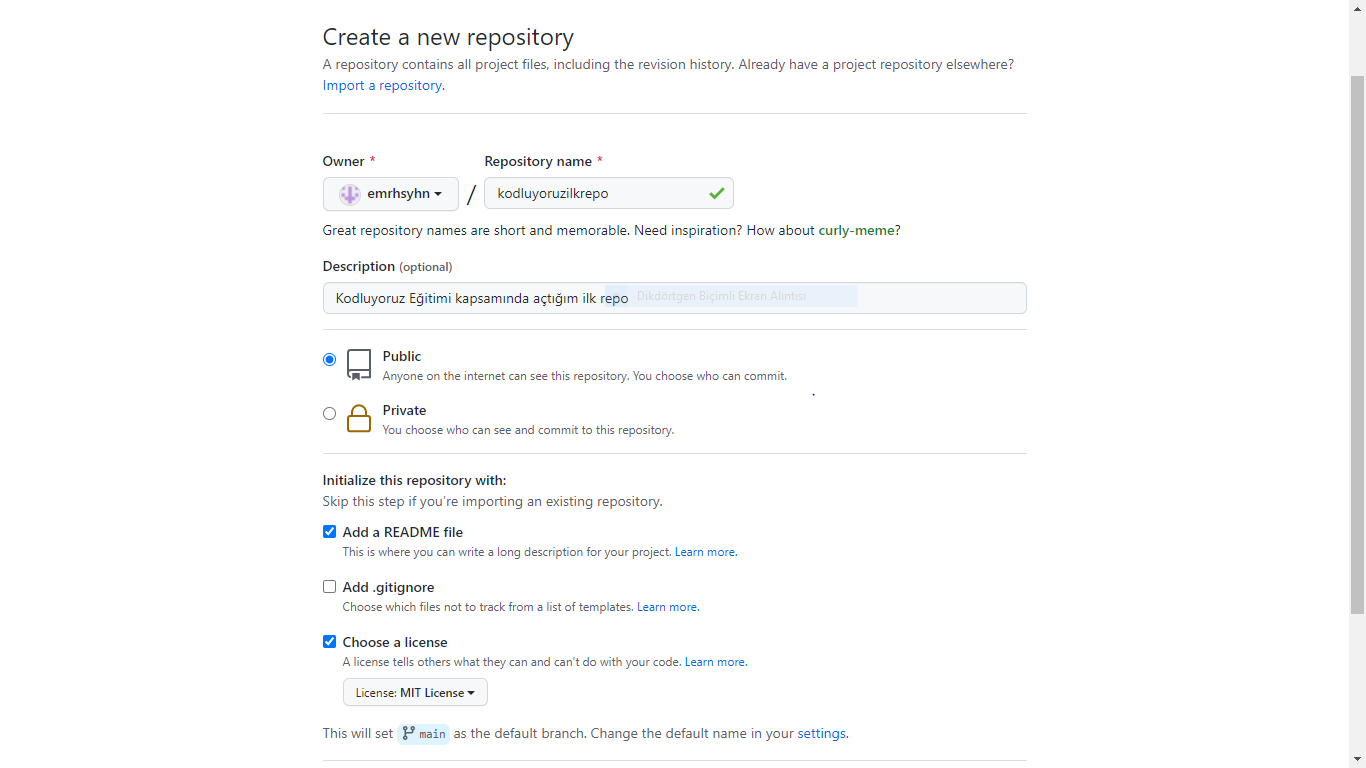 Create a new repository
A repository contains all project files, including the revision history. Already have a project repository elsewhere?
Import a repository.
Owner *
Repository name *
emrhsyhn
/
kodluyoruzilkrepo
Great repository names are short and memorable. Need inspiration? How about curly-meme?
Description (optional)
Kodluyoruz Eğitimi kapsamında açtığım ilk repo
Dikdörtgen Biçimli Ekran Alıntısı
Public
Anyone on the internet can see this repository. You choose who can commit.
Private
You choose who can see and commit to this repository.
Initialize this repository with:
Skip this step if you're importing an existing repository.
Add a README file
This is where you can write a long description for your project. Learn more.
Add .gitignore
Choose which files not to track from a list of templates. Learn more.
Choose a license
A license tells others what they can and can't do with your code. Learn more.
License: MIT License
This will set main as the default branch. Change the default name in your settings.